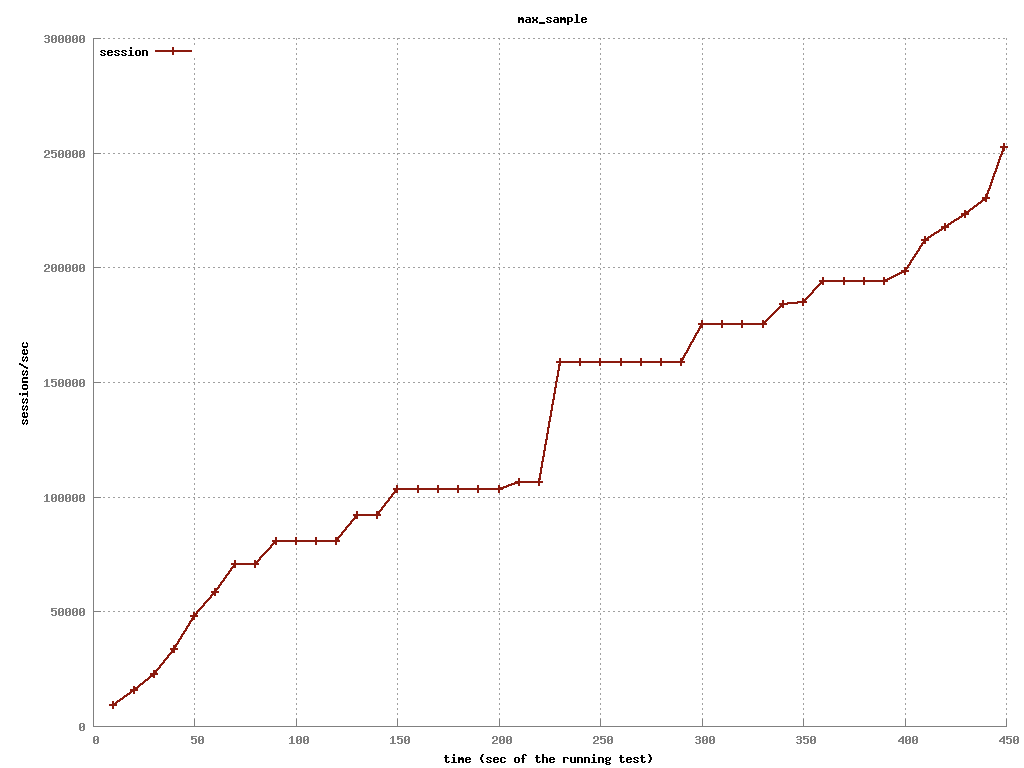 max_sample
300000
session
250000
200000
sessions/sec
150000
100000
50000
0
0 50 100 150 200 250 300 350 400 450
time (sec of the running test)